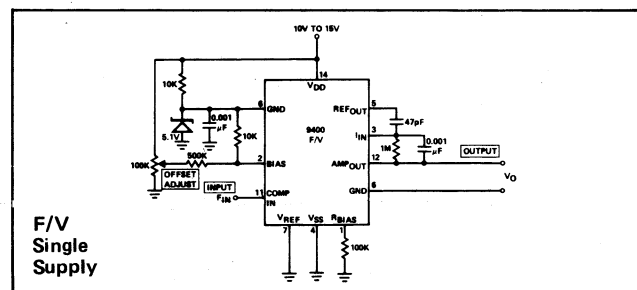 10V TO 15V
14
VDD
10K
6
GND
REFOUT
5
0.001
µF
47pF
10K
9400
F/V
IIN
3
5.1V
1M
0.001
µF
OUTPUT
500K
2
BIAS
AMPOUT
12
100K
OFFSET
ADJUST
INPUT
VO
11
COMP
IN
FIN
GND
6
VREF
VSS
RBIAS
7
4
1
100K
F/V
Single
Supply